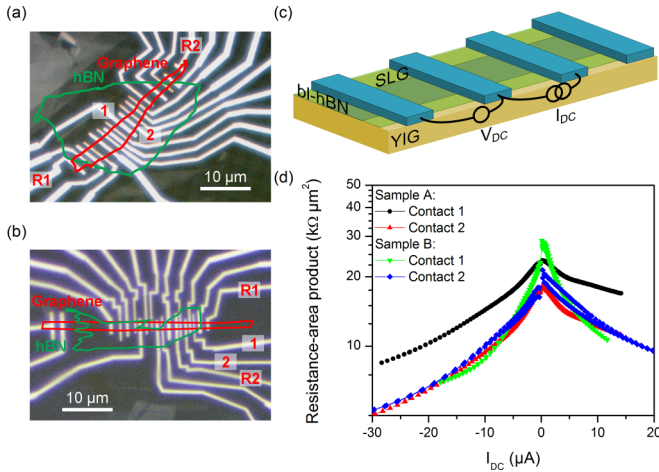 (a)
R2
Graphene
hBN
1
2
R1
10 µm
(b)
Graphene
R1
hBN
1
2
R2
10 µm
(c)
SLG
bl-hBN
YIG
V_DC
I_DC
(d)
Resistance-area product (kΩ µm²)
50
40
30
20
10
Sample A:
Contact 1
Contact 2
Sample B:
Contact 1
Contact 2
-30 -20 -10 0 10 20
I_DC (µA)